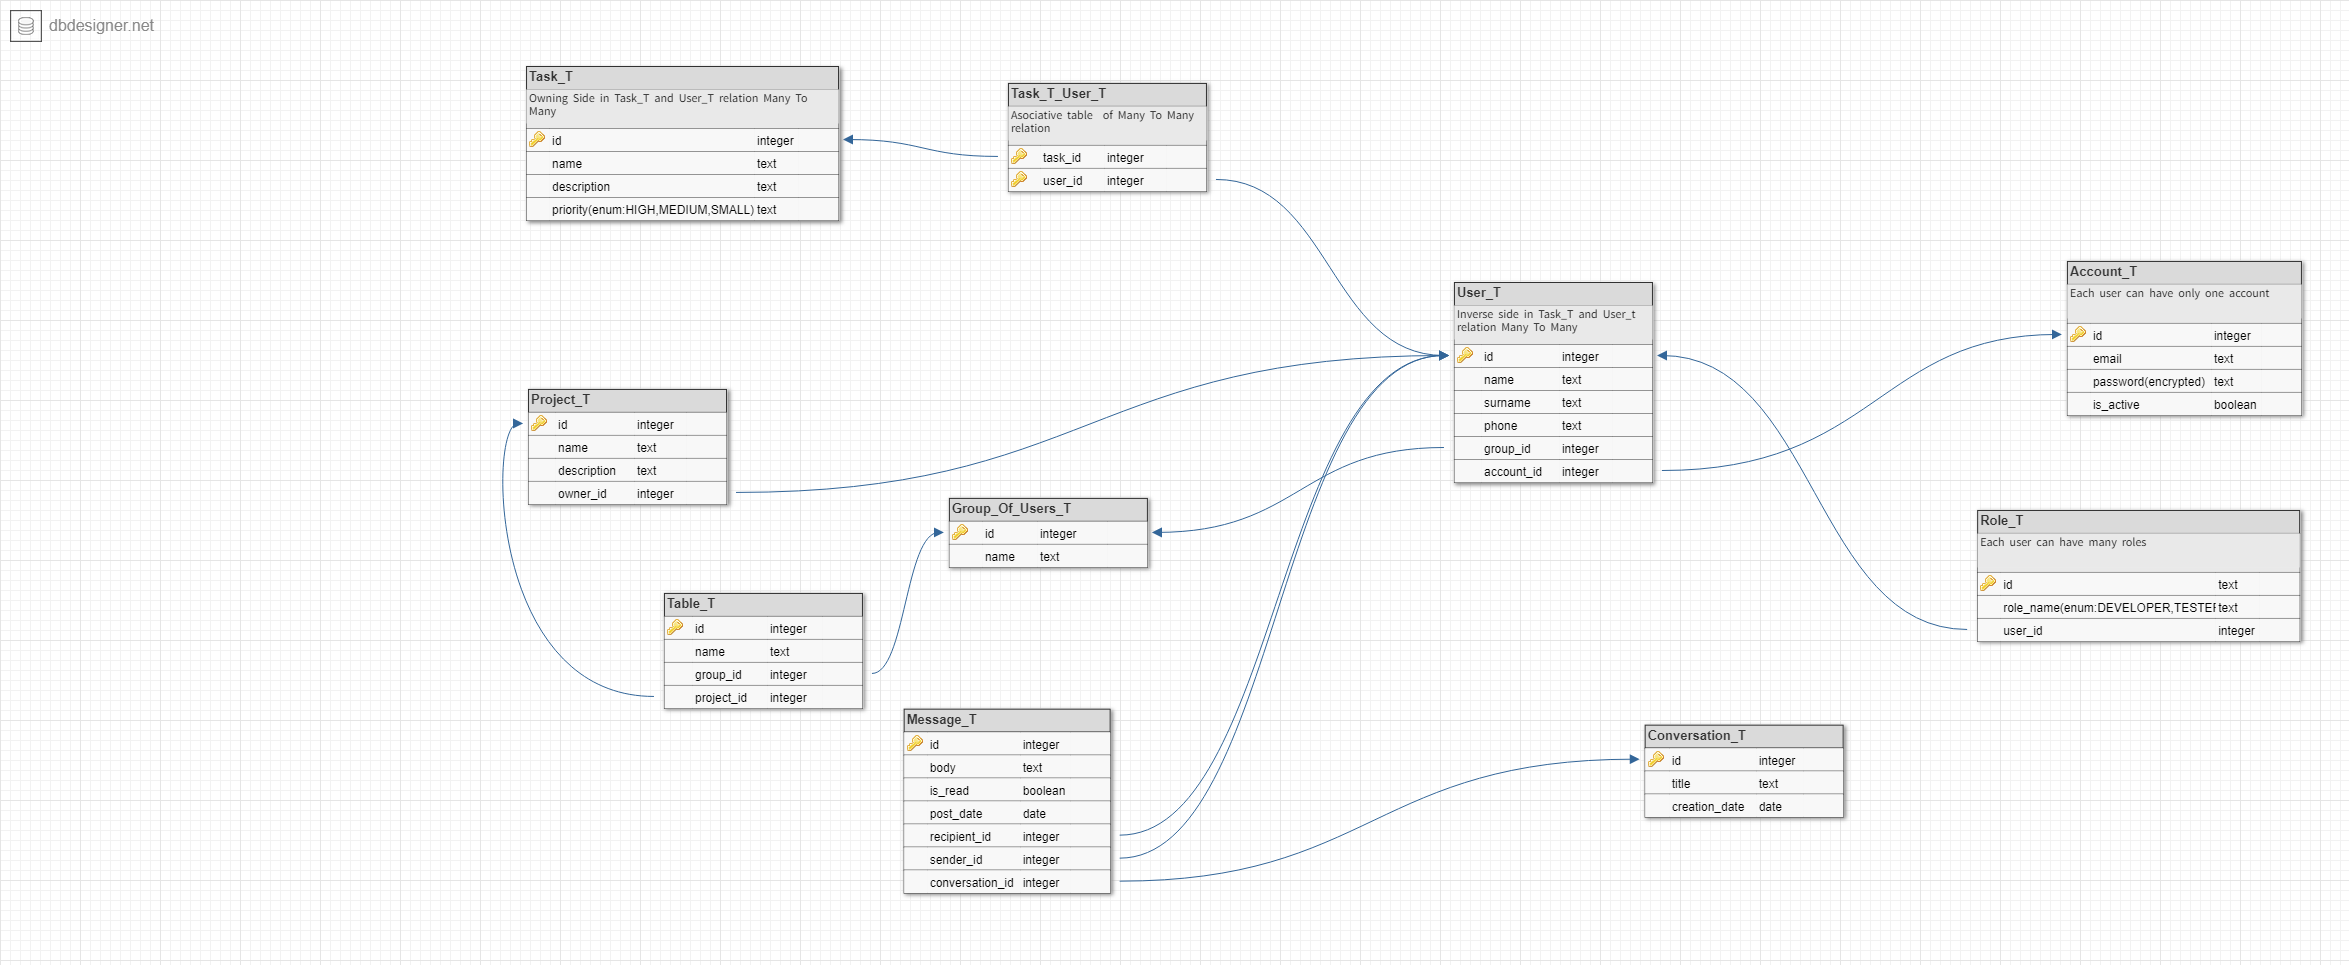 dbdesigner.net
Task_T
Owning Side in Task_T and User_T relation Many To
Many
id integer
name text
description text
priority(enum:HIGH,MEDIUM,SMALL) text
Task_T_User_T
Asociative table of Many To Many
relation
task_id integer
user_id integer
User_T
Inverse side in Task_T and User_t
relation Many To Many
id integer
name text
surname text
phone text
group_id integer
account_id integer
Account_T
Each user can have only one account
id integer
email text
password(encrypted) text
is_active boolean
Project_T
id integer
name text
description text
owner_id integer
Group_Of_Users_T
id integer
name text
Role_T
Each user can have many roles
id text
role_name(enum:DEVELOPER,TESTER text
user_id integer
Table_T
id integer
name text
group_id integer
project_id integer
Message_T
id integer
body text
is_read boolean
post_date date
recipient_id integer
sender_id integer
conversation_id integer
Conversation_T
id integer
title text
creation_date date